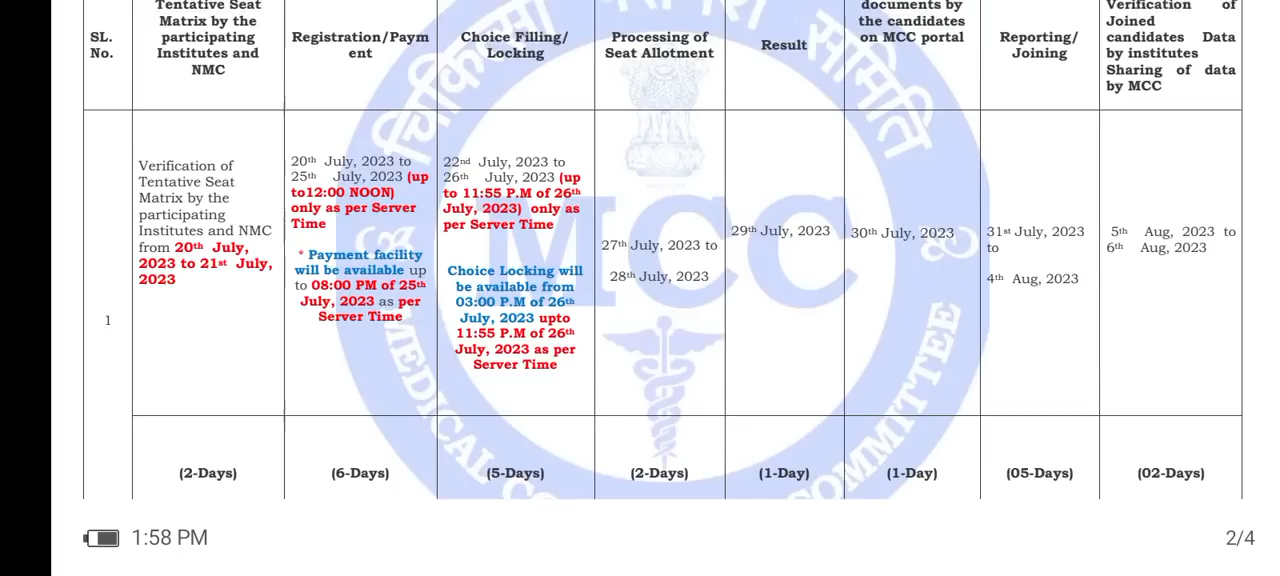 Tentative Seat
Matrix by the
participating
Institutes and
NMC
SL.
No.
Registration/Paym
ent
Choice Filling/
Locking
Processing of
Seat Allotment
Result
documents by
the candidates
on MCC portal
Reporting/
Joining
Verification of
Joined
candidates Data
by institutes
Sharing of data
by MCC
1
Verification of
Tentative Seat
Matrix by the
participating
Institutes and NMC
from 20th July,
2023 to 21st July,
2023
20th July, 2023 to
25th July, 2023 (up
to12:00 NOON)
only as per Server
Time
* Payment facility
will be available up
to 08:00 PM of 25th
July, 2023 as per
Server Time
22nd July, 2023 to
26th July, 2023 (up
to 11:55 P.M of 26th
July, 2023) only as
per Server Time
Choice Locking will
be available from
03:00 P.M of 26th
July, 2023 upto
11:55 P.M of 26th
July, 2023 as per
Server Time
27th July, 2023 to
28th July, 2023
29th July, 2023
30th July, 2023
31st July, 2023
to
4th Aug, 2023
5th Aug, 2023 to
6th Aug, 2023
(2-Days)
(6-Days)
(5-Days)
(2-Days)
(1-Day)
(1-Day)
(05-Days)
(02-Days)
MCC
MEDICAL CO
COMMITTEE
चिकित्सा
समिति
1:58 PM
2/4